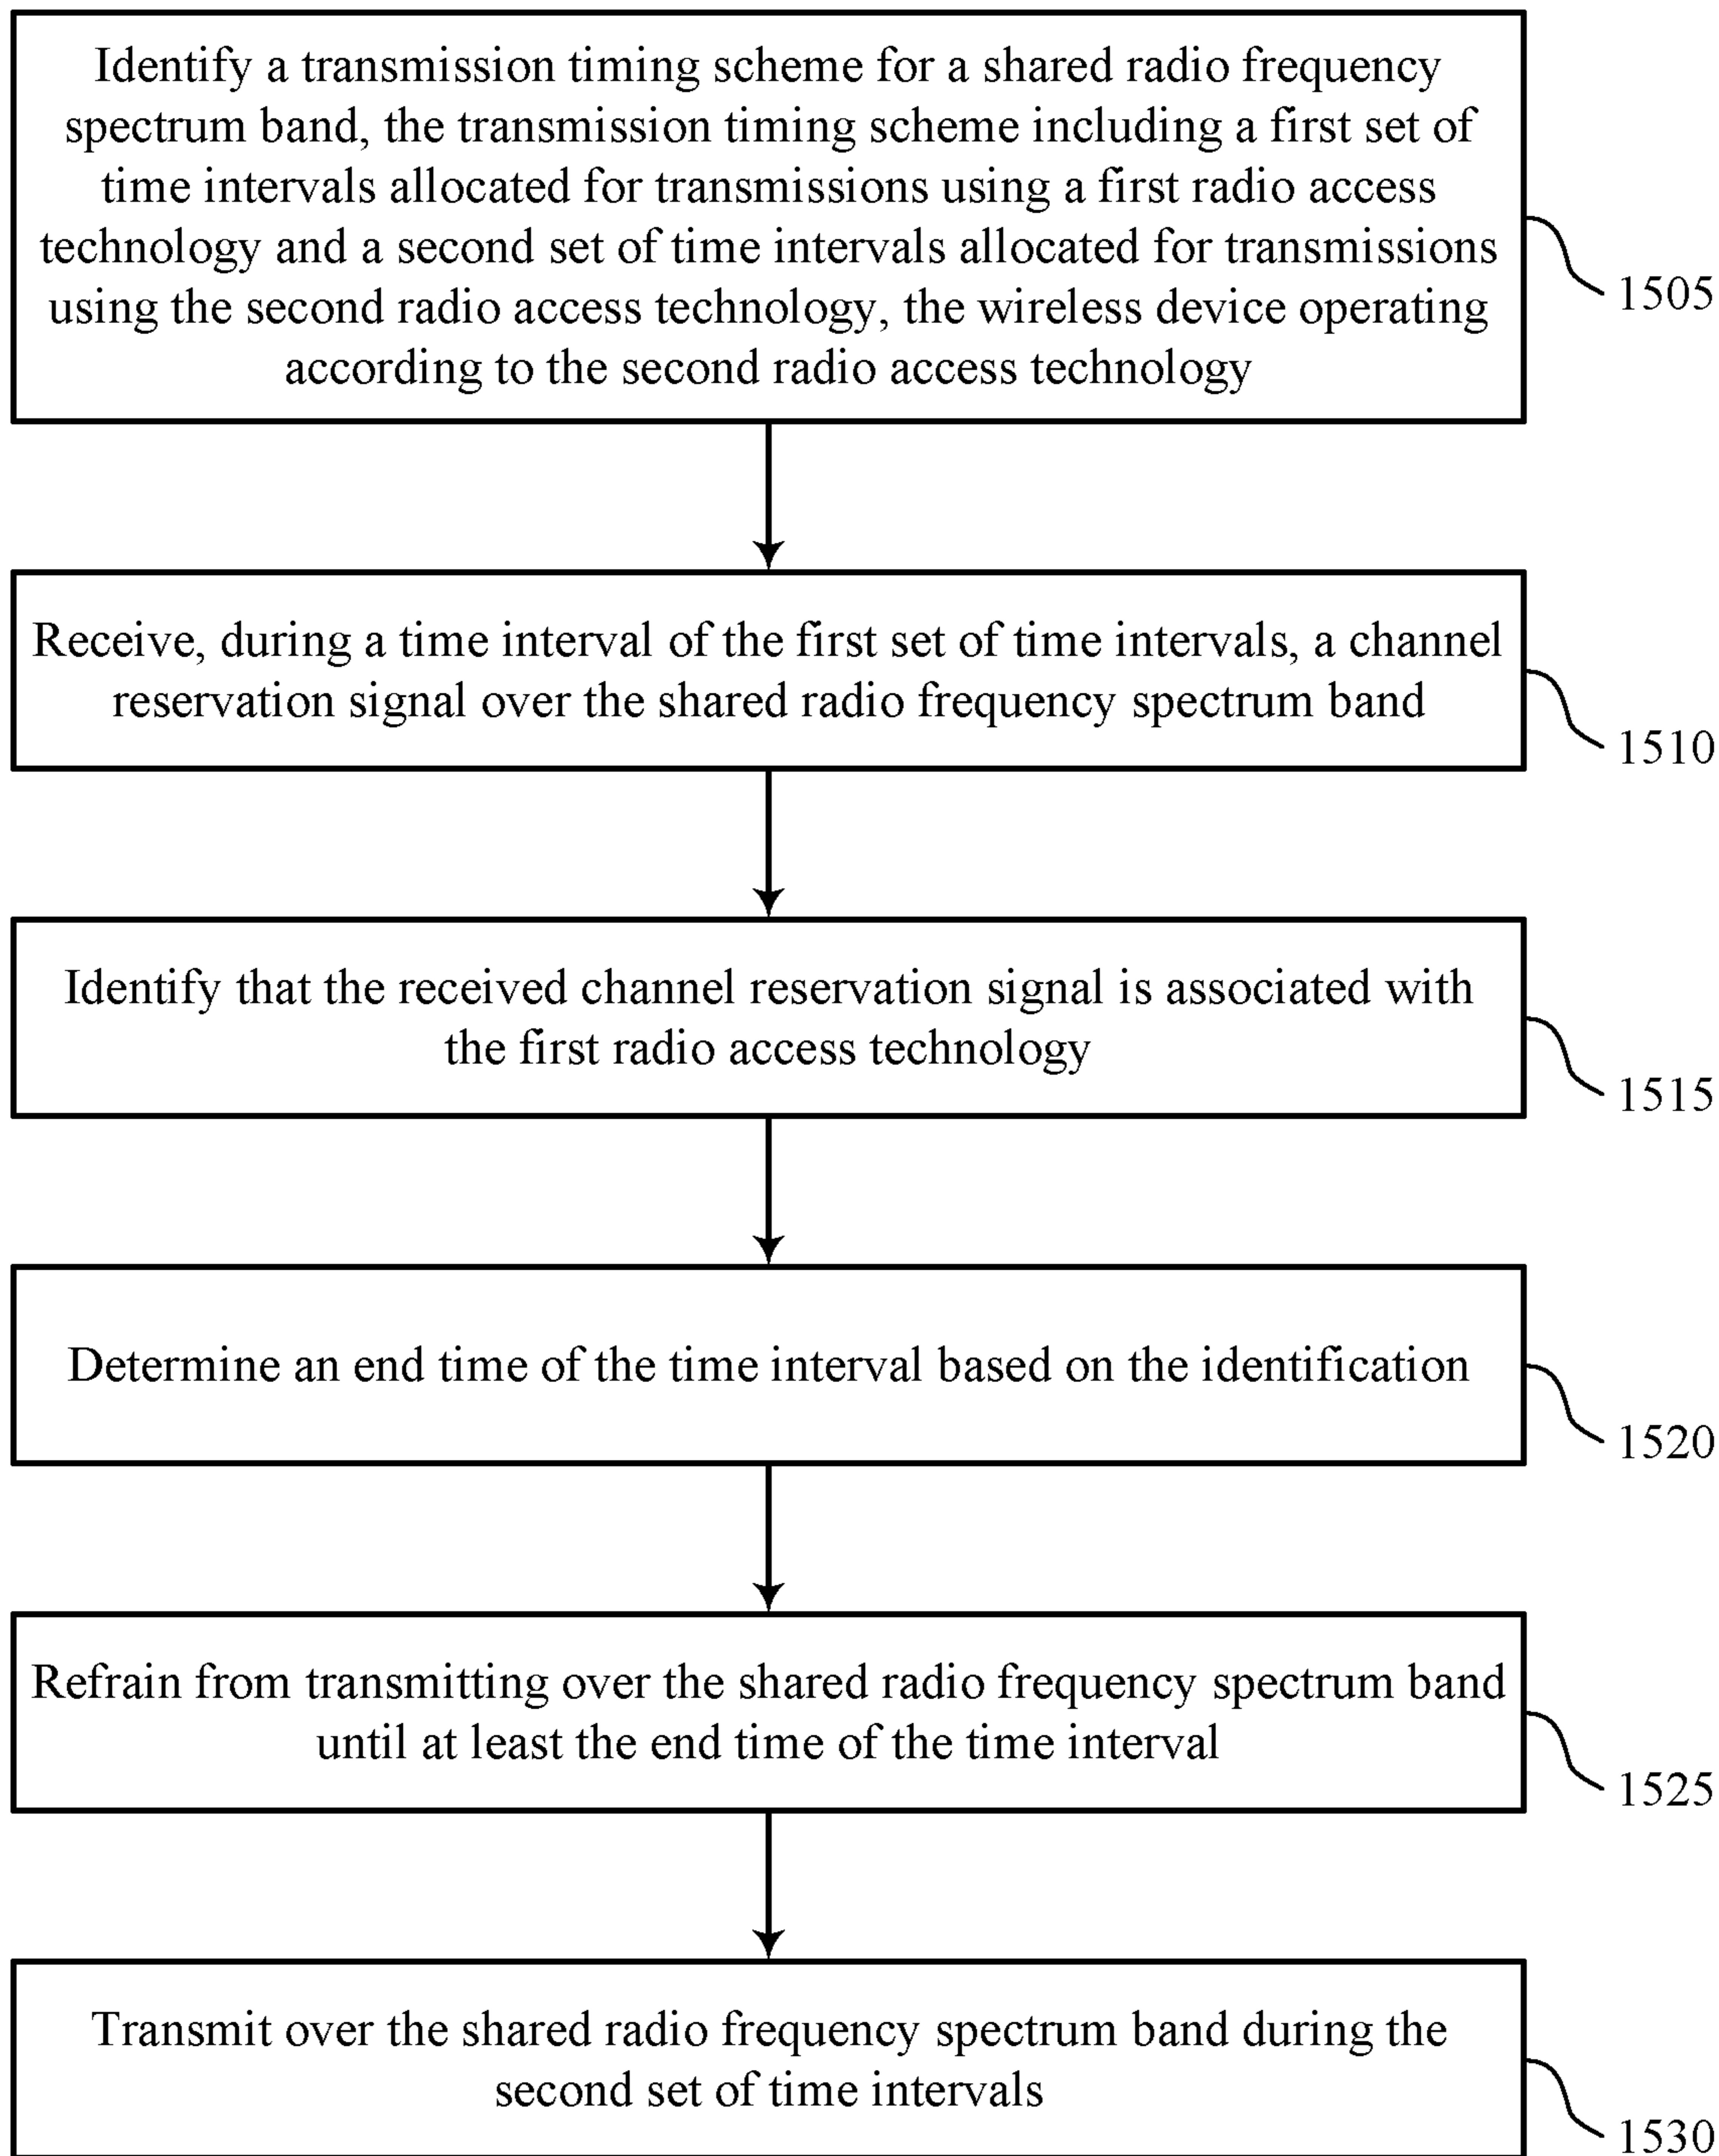 Identify a transmission timing scheme for a shared radio frequency
spectrum band, the transmission timing scheme including a first set of
time intervals allocated for transmissions using a first radio access
technology and a second set of time intervals allocated for transmissions
using the second radio access technology, the wireless device operating
according to the second radio access technology
1505
Receive, during a time interval of the first set of time intervals, a channel
reservation signal over the shared radio frequency spectrum band
1510
Identify that the received channel reservation signal is associated with
the first radio access technology
1515
Determine an end time of the time interval based on the identification
1520
Refrain from transmitting over the shared radio frequency spectrum band
until at least the end time of the time interval
1525
Transmit over the shared radio frequency spectrum band during the
second set of time intervals
1530